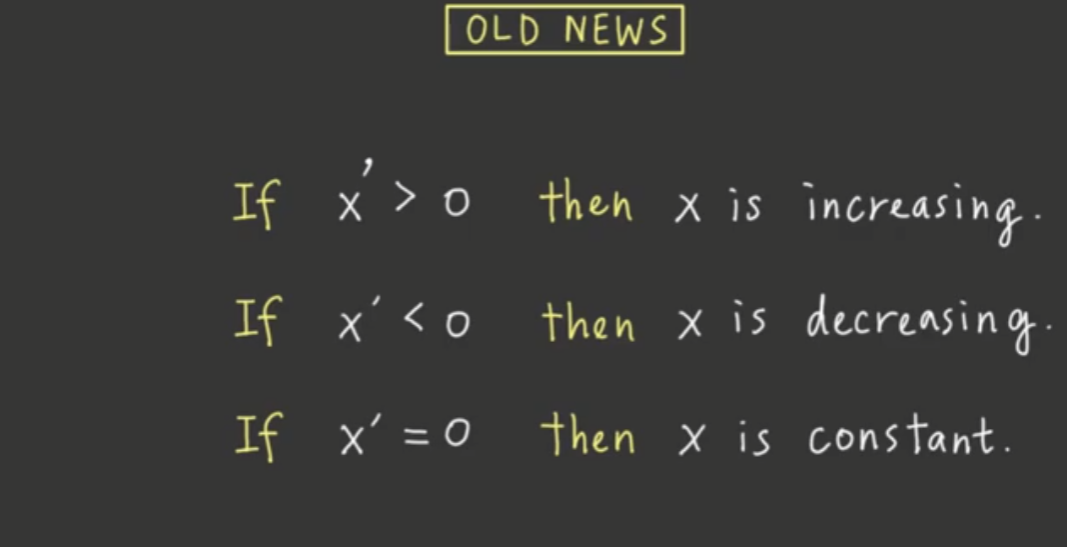 OLD NEWS
If x' > 0 then x is increasing.
If x' < 0 then x is decreasing.
If x' = 0 then x is constant.